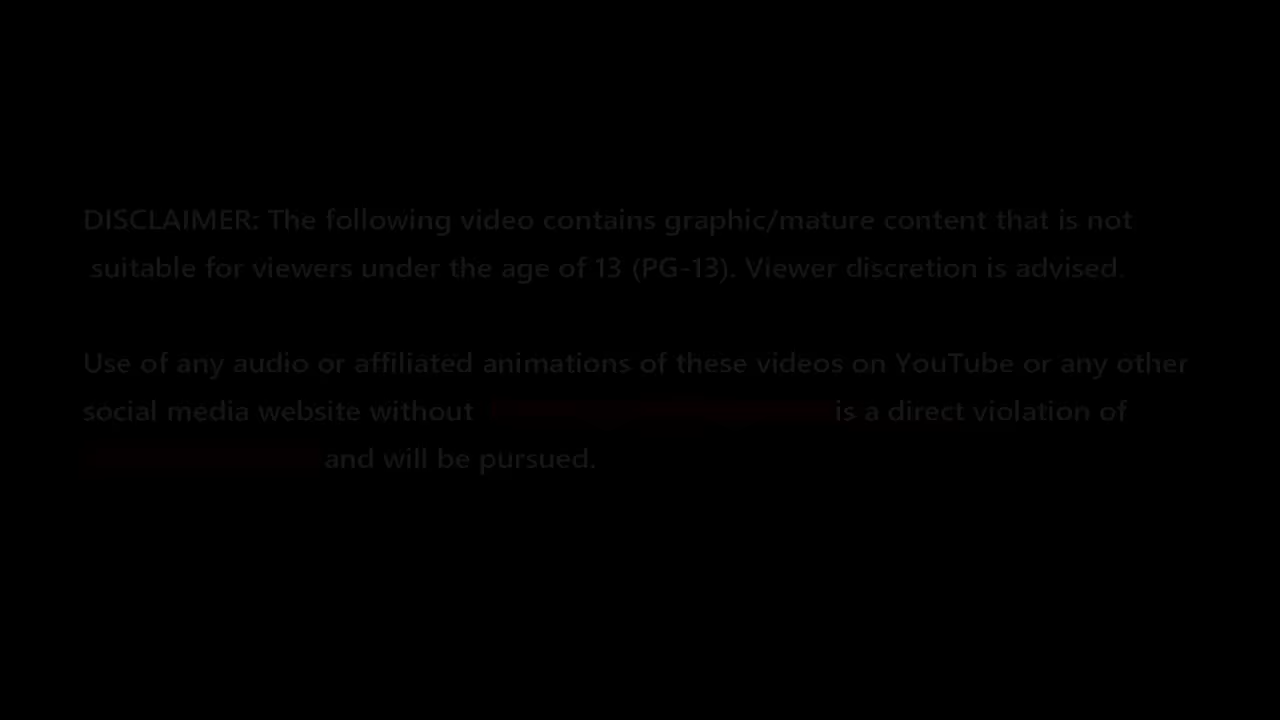 DISCLAIMER: The following video contains graphic/mature content that is not
suitable for viewers under the age of 13 (PG-13). Viewer discretion is advised.
Use of any audio or affiliated animations of these videos on YouTube or any other
social media website without is a direct violation of
and will be pursued.